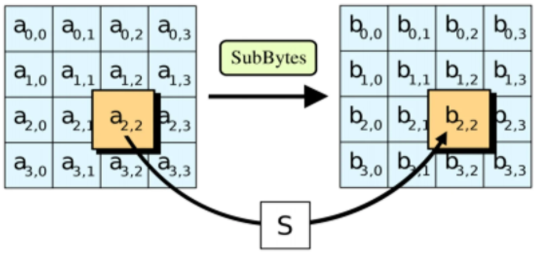 a0,0 a0,1 a0,2 a0,3
a1,0 a1,1 a1,2 a1,3
a2,0 a2,1 a2,2 a2,3
a3,0 a3,1 a3,2 a3,3
SubBytes
b0,0 b0,1 b0,2 b0,3
b1,0 b1,1 b1,2 b1,3
b2,0 b2,1 b2,2 b2,3
b3,0 b3,1 b3,2 b3,3
S